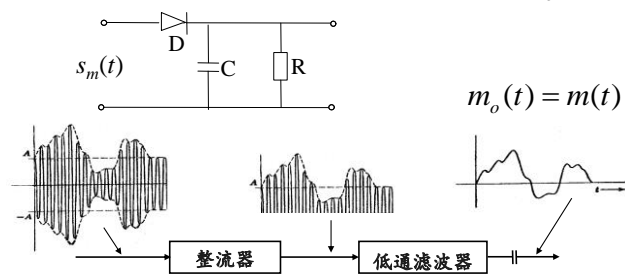 D
s_m(t)
C
R
m_o(t) = m(t)
A
-A
t
整流器
低通滤波器